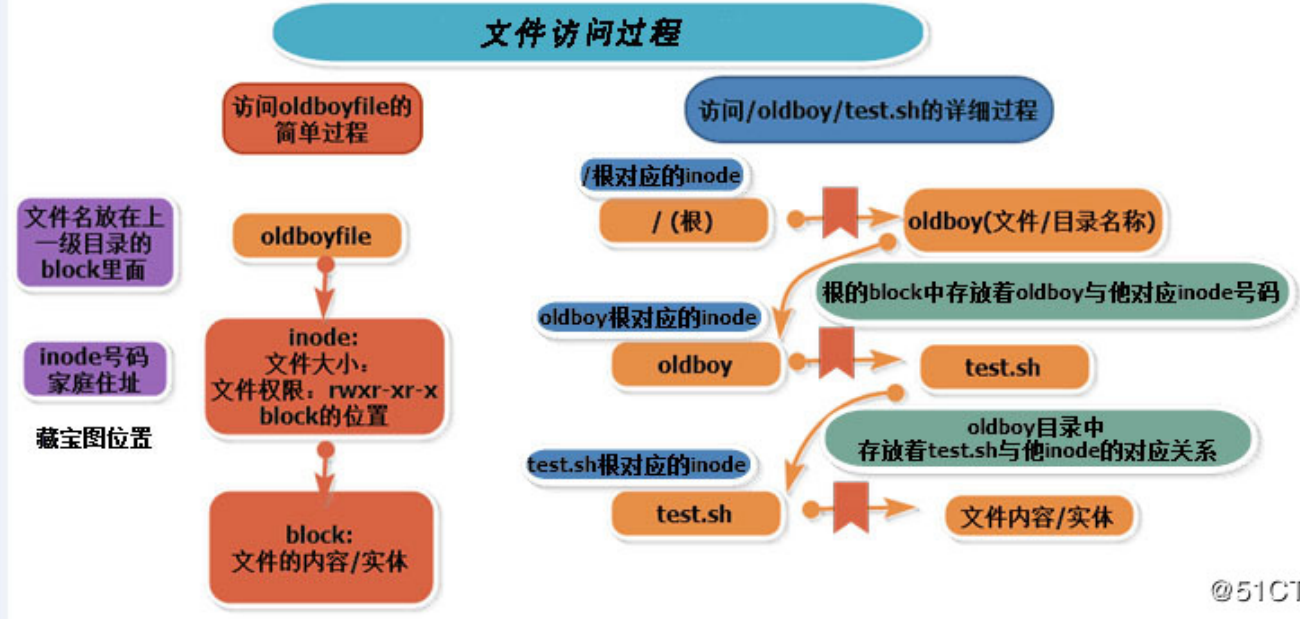 文件访问过程
访问oldboyfile的
简单过程
访问/oldboy/test.sh的详细过程
文件名放在上
一级目录的
block里面
oldboyfile
inode:
文件大小：
文件权限：rwxr-xr-x
block的位置
inode号码
家庭住址
藏宝图位置
block:
文件的内容/实体
/根对应的inode
/ (根)
oldboy(文件/目录名称)
根的block中存放着oldboy与他对应inode号码
oldboy根对应的inode
oldboy
test.sh
oldboy目录中
存放着test.sh与他inode的对应关系
test.sh根对应的inode
test.sh
文件内容/实体
@51CT